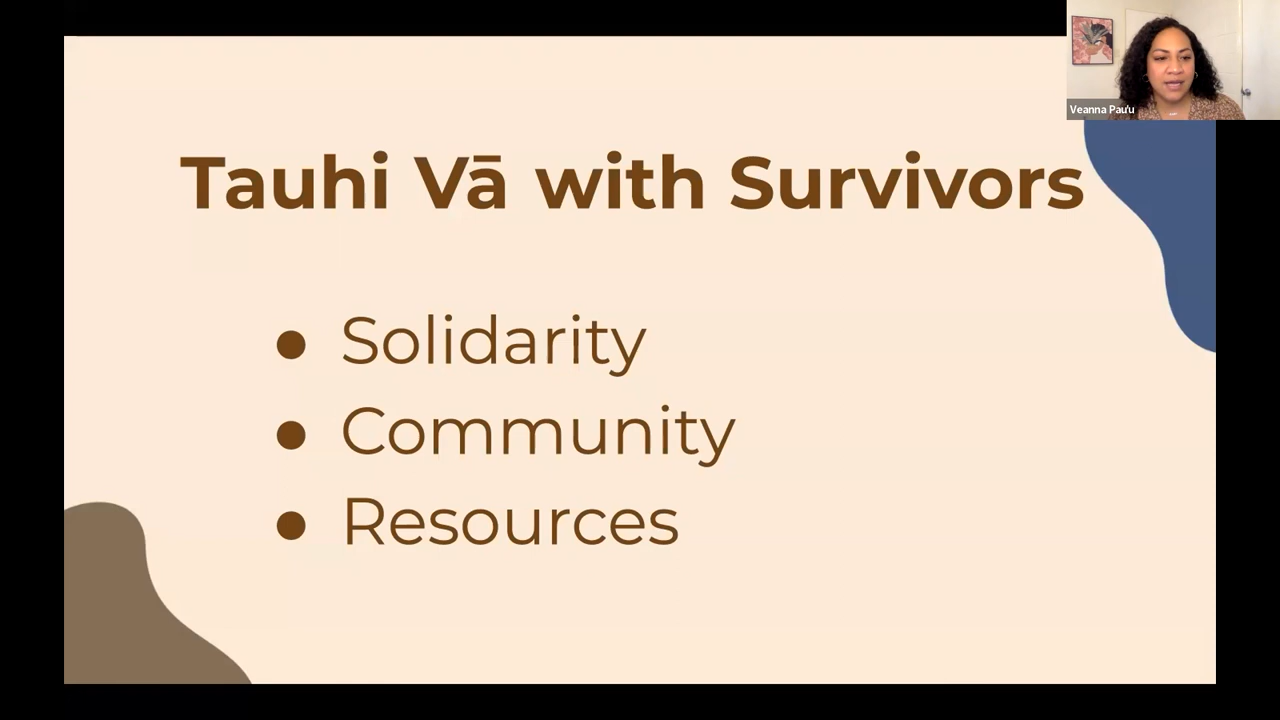 Veanna Pau'u
Tauhi Vā with Survivors
● Solidarity
● Community
● Resources